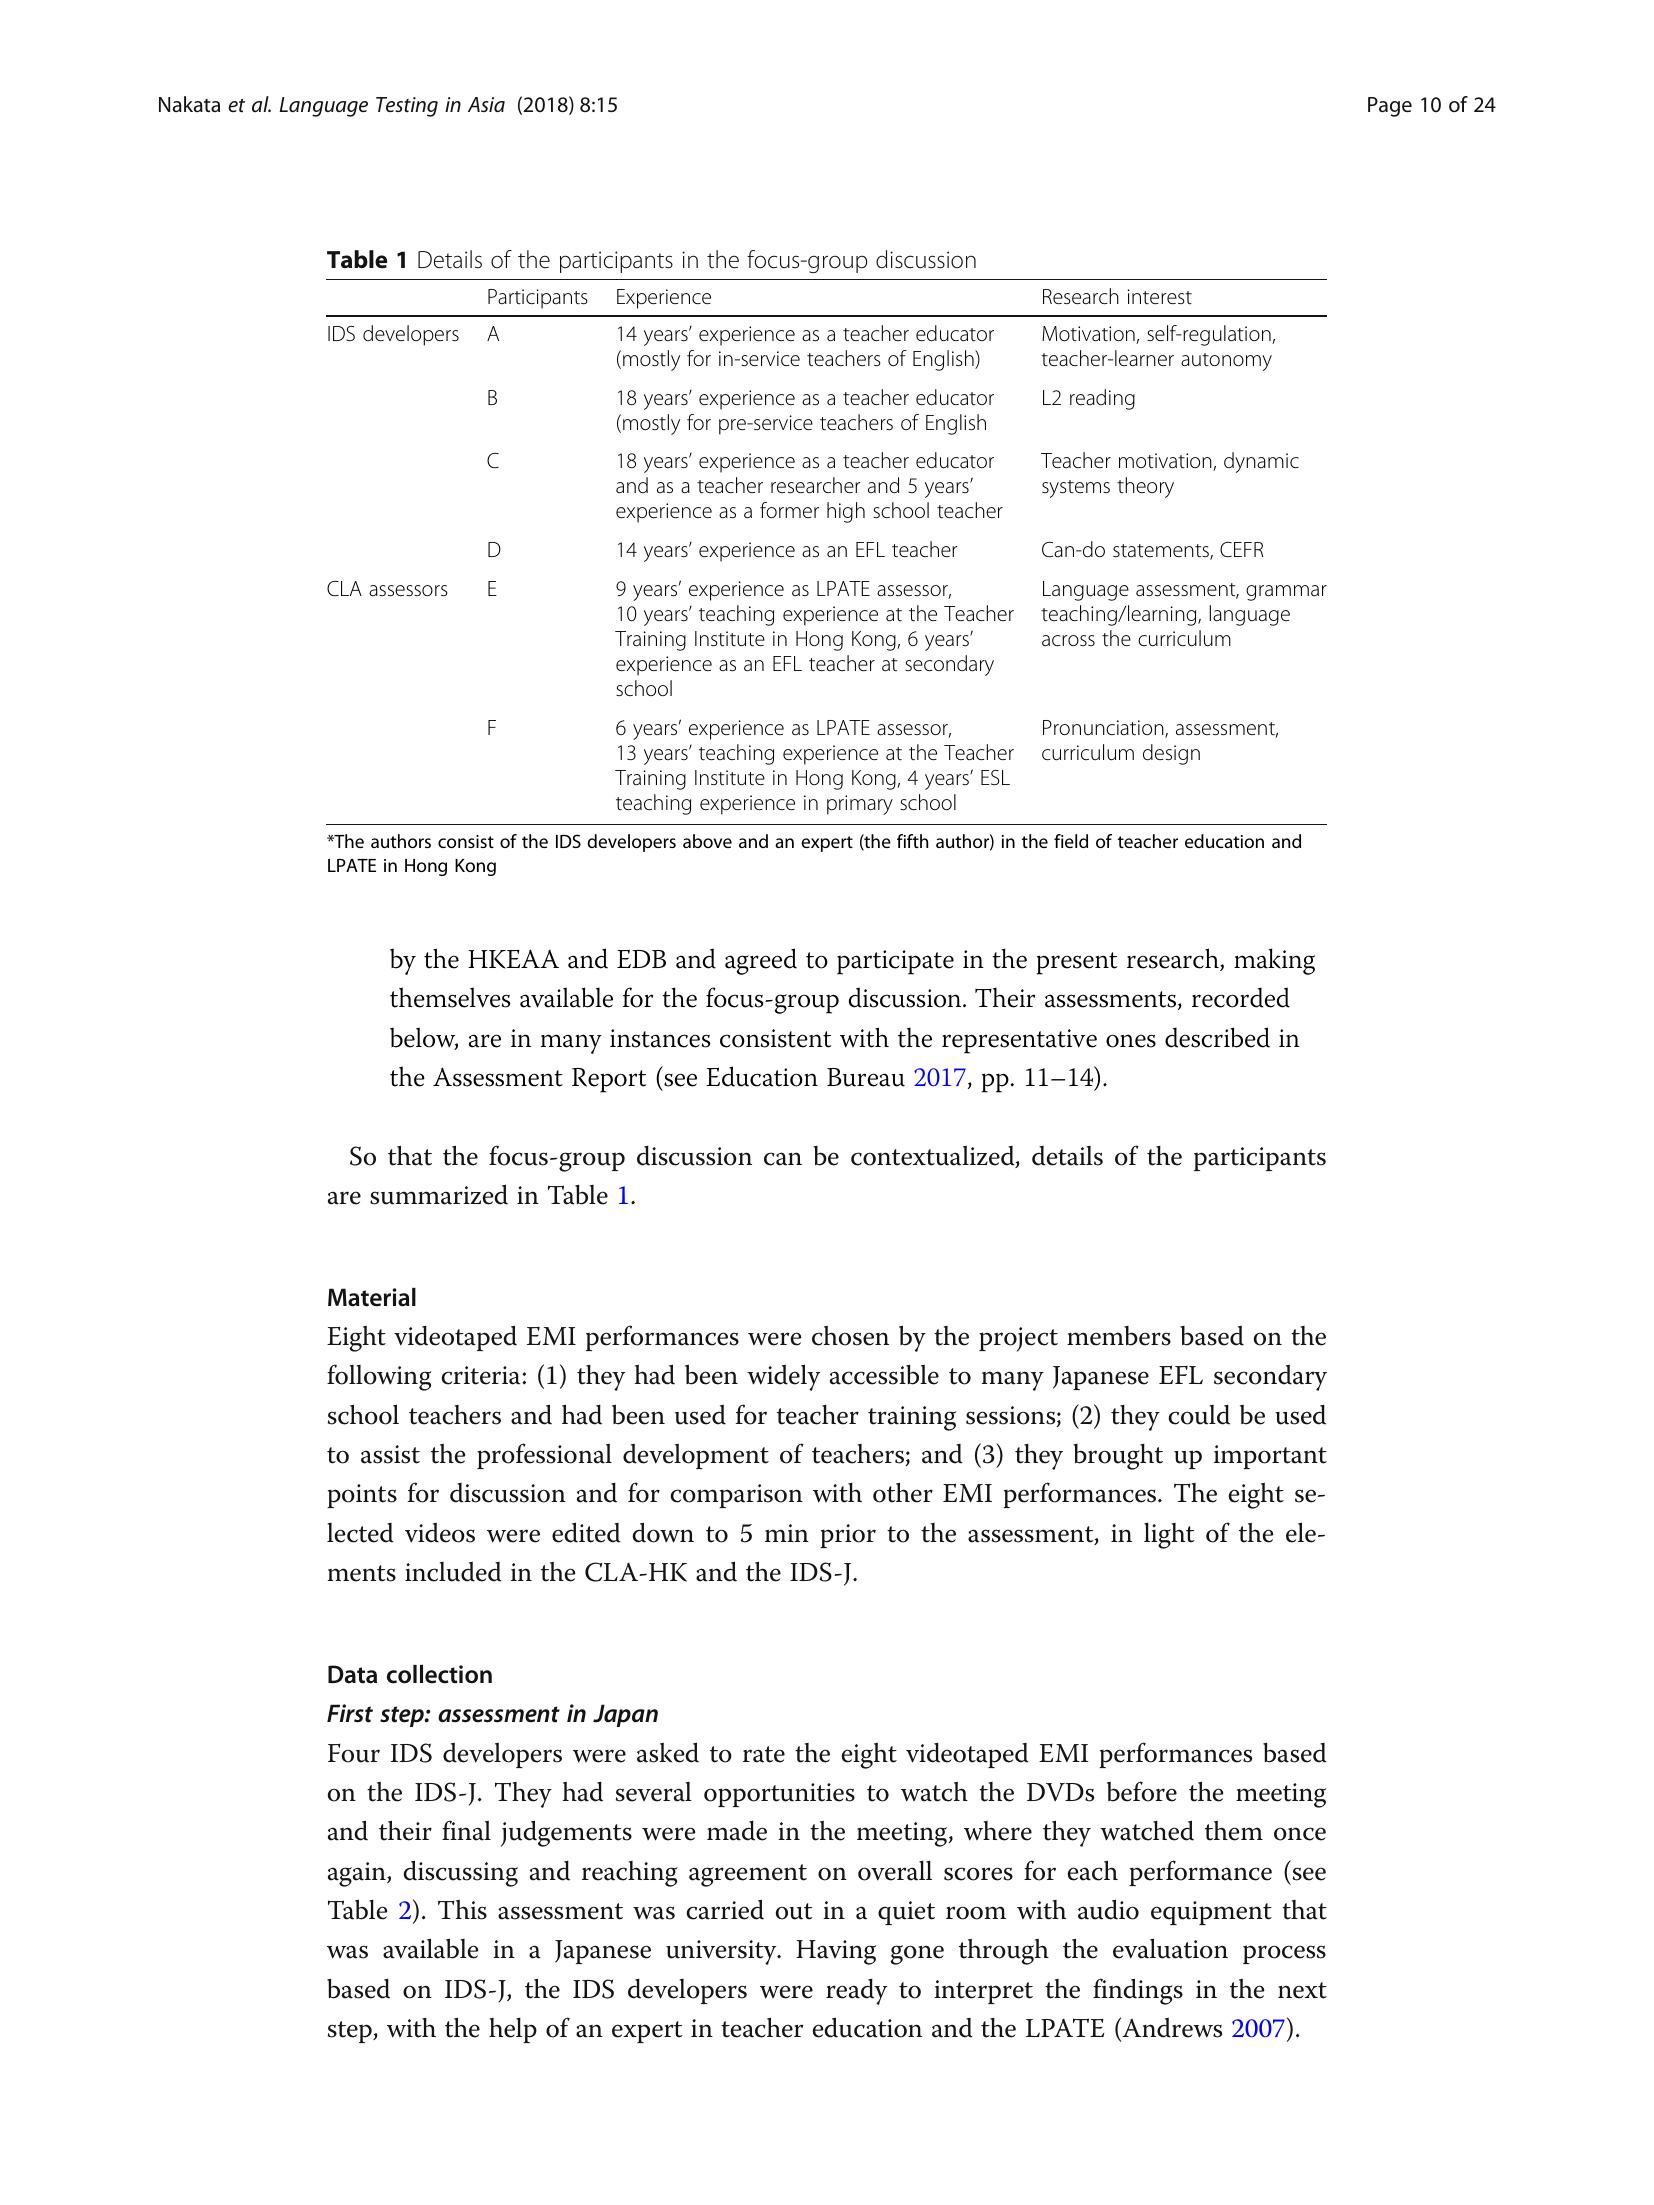 Nakata et al. Language Testing in Asia (2018) 8:15
Page 10 of 24
Table 1 Details of the participants in the focus-group discussion
Participants Experience Research interest
IDS developers A 14 years’ experience as a teacher educator Motivation, self-regulation,
(mostly for in-service teachers of English) teacher-learner autonomy
B 18 years’ experience as a teacher educator L2 reading
(mostly for pre-service teachers of English
C 18 years’ experience as a teacher educator Teacher motivation, dynamic
and as a teacher researcher and 5 years’ systems theory
experience as a former high school teacher
D 14 years’ experience as an EFL teacher Can-do statements, CEFR
CLA assessors E 9 years’ experience as LPATE assessor, Language assessment, grammar
10 years’ teaching experience at the Teacher teaching/learning, language
Training Institute in Hong Kong, 6 years’ across the curriculum
experience as an EFL teacher at secondary
school
F 6 years’ experience as LPATE assessor, Pronunciation, assessment,
13 years’ teaching experience at the Teacher curriculum design
Training Institute in Hong Kong, 4 years’ ESL
teaching experience in primary school
*The authors consist of the IDS developers above and an expert (the fifth author) in the field of teacher education and
LPATE in Hong Kong
by the HKEAA and EDB and agreed to participate in the present research, making
themselves available for the focus-group discussion. Their assessments, recorded
below, are in many instances consistent with the representative ones described in
the Assessment Report (see Education Bureau 2017, pp. 11–14).
So that the focus-group discussion can be contextualized, details of the participants
are summarized in Table 1.
Material
Eight videotaped EMI performances were chosen by the project members based on the
following criteria: (1) they had been widely accessible to many Japanese EFL secondary
school teachers and had been used for teacher training sessions; (2) they could be used
to assist the professional development of teachers; and (3) they brought up important
points for discussion and for comparison with other EMI performances. The eight se-
lected videos were edited down to 5 min prior to the assessment, in light of the ele-
ments included in the CLA-HK and the IDS-J.
Data collection
First step: assessment in Japan
Four IDS developers were asked to rate the eight videotaped EMI performances based
on the IDS-J. They had several opportunities to watch the DVDs before the meeting
and their final judgements were made in the meeting, where they watched them once
again, discussing and reaching agreement on overall scores for each performance (see
Table 2). This assessment was carried out in a quiet room with audio equipment that
was available in a Japanese university. Having gone through the evaluation process
based on IDS-J, the IDS developers were ready to interpret the findings in the next
step, with the help of an expert in teacher education and the LPATE (Andrews 2007).